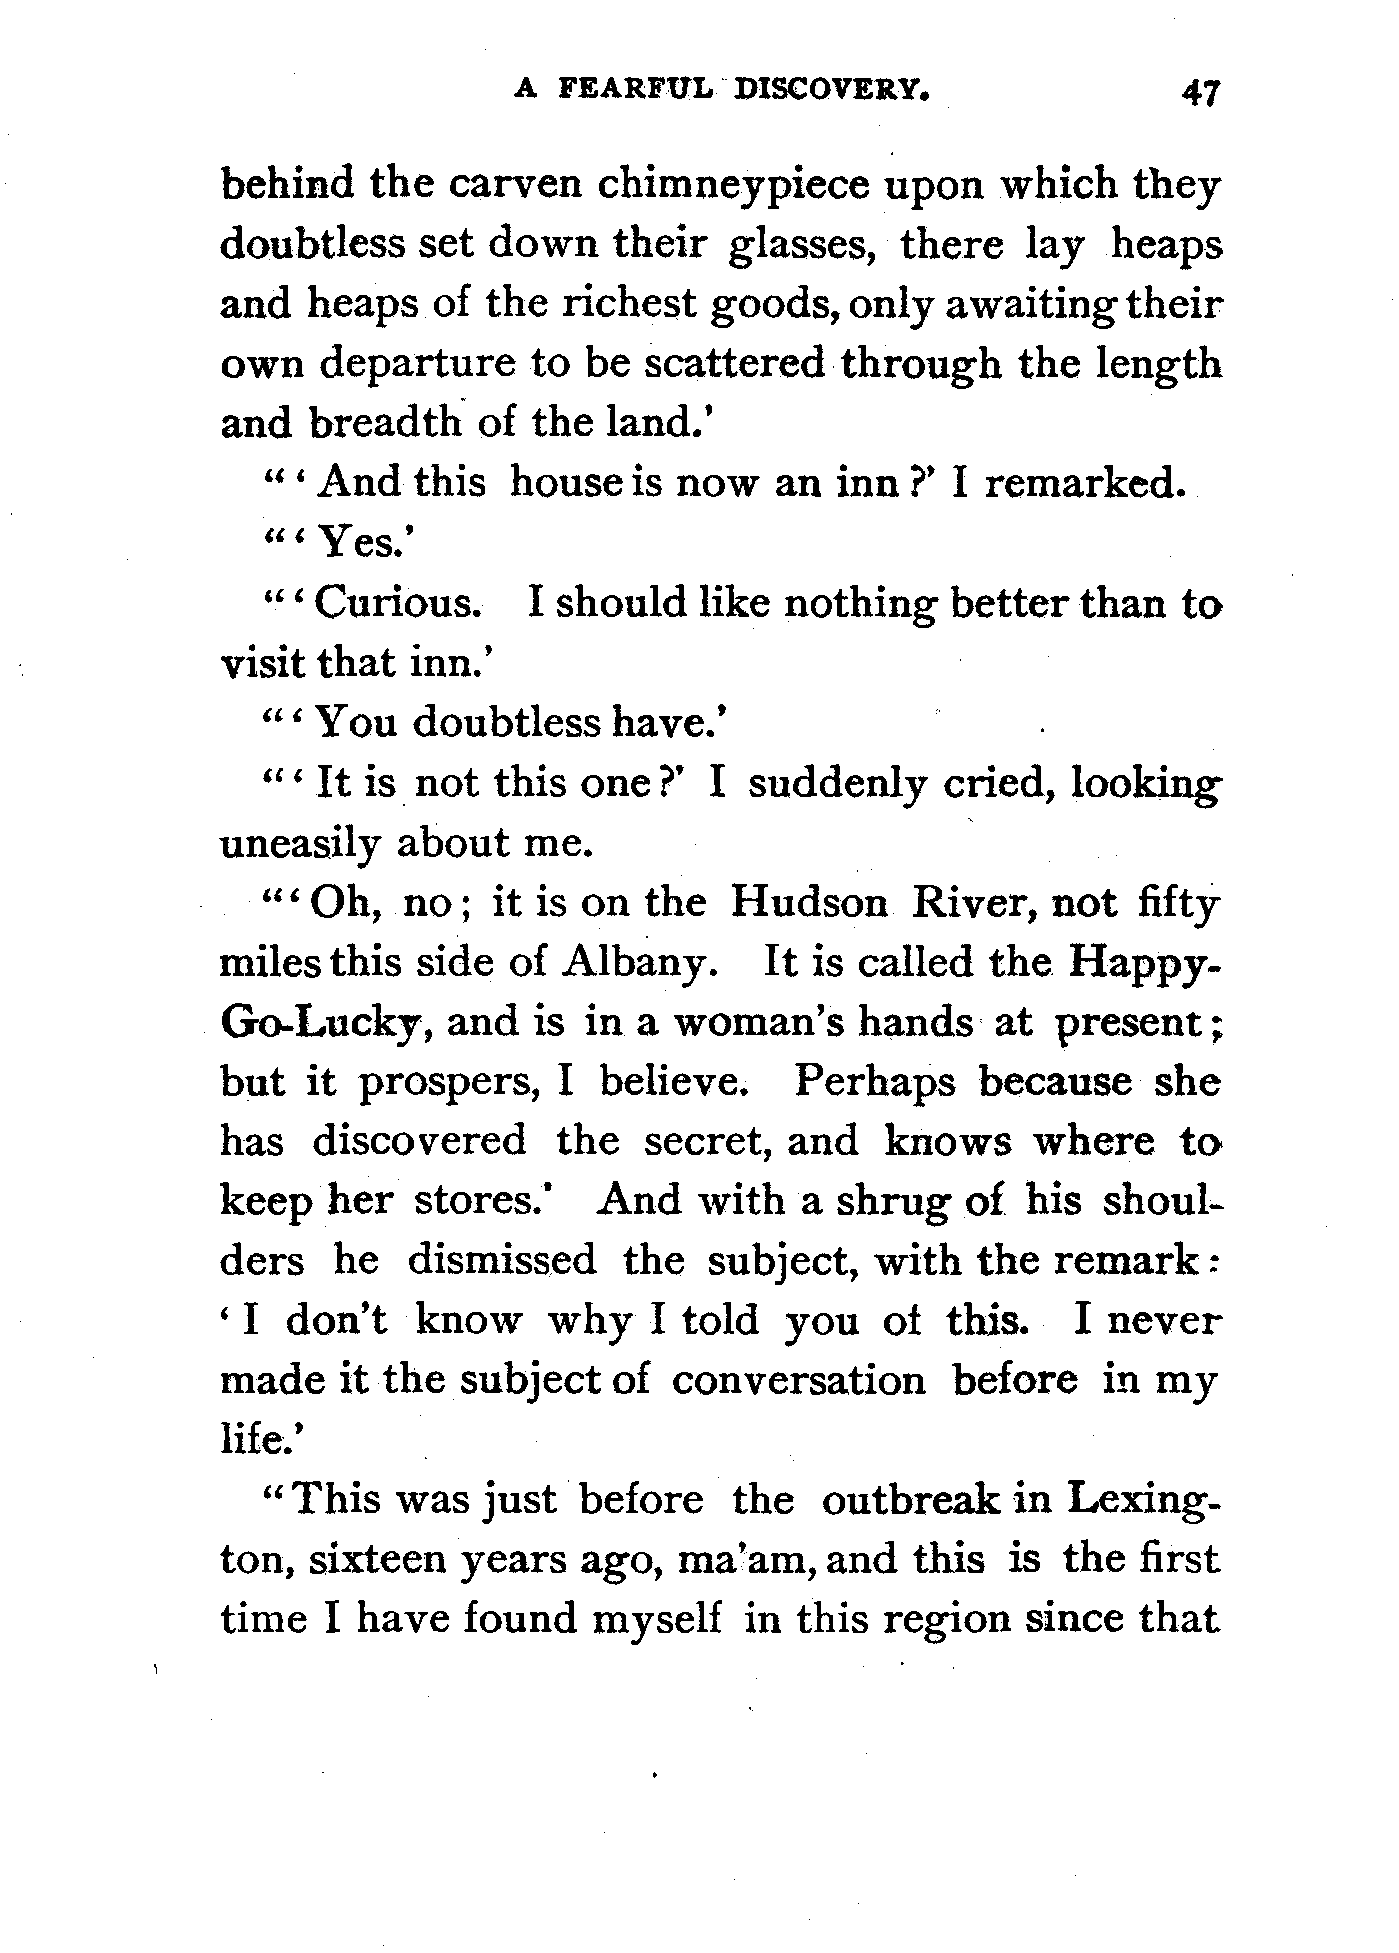 A FEARFUL DISCOVERY. 47
behind the carven chimneypiece upon which they
doubtless set down their glasses, there lay heaps
and heaps of the richest goods, only awaiting their
own departure to be scattered through the length
and breadth of the land.'
"'And this house is now an inn?' I remarked.
"'Yes.'
"'Curious. I should like nothing better than to
visit that inn.'
"'You doubtless have.'
"'It is not this one?' I suddenly cried, looking
uneasily about me.
"'Oh, no; it is on the Hudson River, not fifty
miles this side of Albany. It is called the Happy-
Go-Lucky, and is in a woman's hands at present;
but it prospers, I believe. Perhaps because she
has discovered the secret, and knows where to
keep her stores.' And with a shrug of his shoul-
ders he dismissed the subject, with the remark:
'I don't know why I told you of this. I never
made it the subject of conversation before in my
life.'
"This was just before the outbreak in Lexing-
ton, sixteen years ago, ma'am, and this is the first
time I have found myself in this region since that